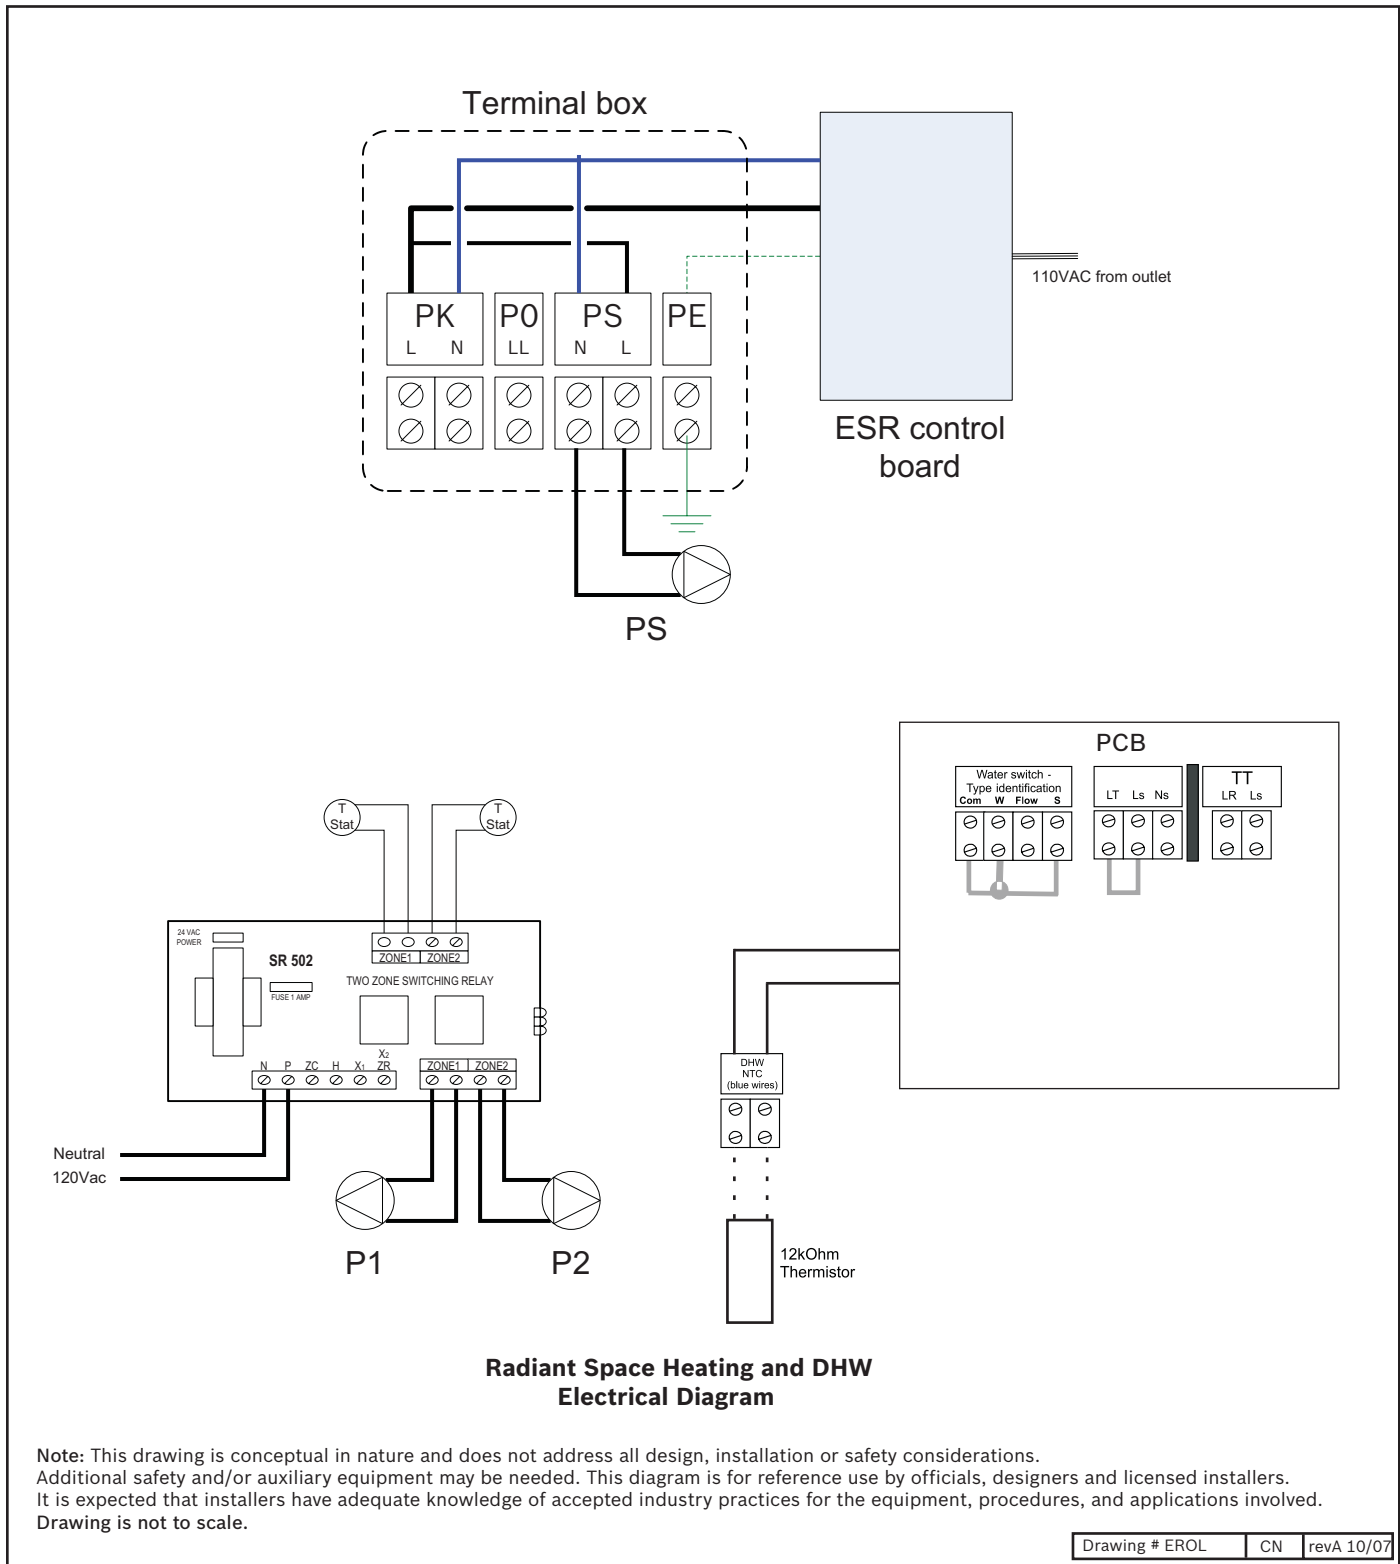 Terminal box
110VAC from outlet
PK
P0
PS
PE
L
N
LL
N
L
ESR control
board
PS
PCB
Water switch -
Type identification
Com W Flow S
LT Ls Ns
TT
LR Ls
T
Stat
T
Stat
24 VAC
POWER
SR 502
FUSE 1 AMP
ZONE1 ZONE2
TWO ZONE SWITCHING RELAY
X2
N P ZC H X1 ZR
ZONE1 ZONE2
DHW
NTC
(blue wires)
Neutral
120Vac
P1
P2
12kOhm
Thermistor
Radiant Space Heating and DHW
Electrical Diagram
Note: This drawing is conceptual in nature and does not address all design, installation or safety considerations.
Additional safety and/or auxiliary equipment may be needed. This diagram is for reference use by officials, designers and licensed installers.
It is expected that installers have adequate knowledge of accepted industry practices for the equipment, procedures, and applications involved.
Drawing is not to scale.
Drawing # EROL CN revA 10/07